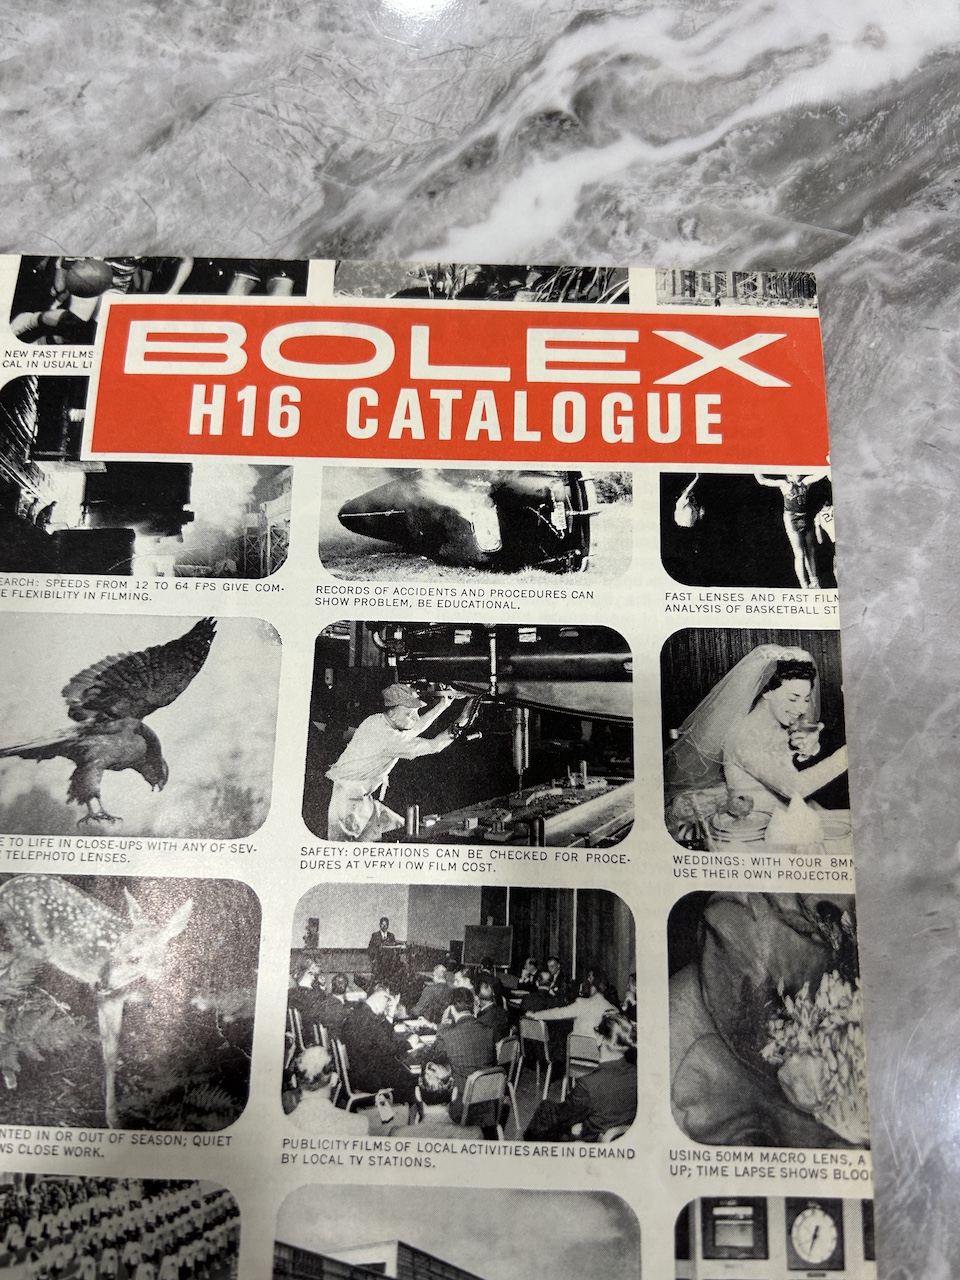 BOLEX
H16 CATALOGUE
NEW FAST FILMS
CAL IN USUAL LI
EARCH: SPEEDS FROM 12 TO 64 FPS GIVE COM-
E FLEXIBILITY IN FILMING.
RECORDS OF ACCIDENTS AND PROCEDURES CAN
SHOW PROBLEM, BE EDUCATIONAL.
FAST LENSES AND FAST FILM
ANALYSIS OF BASKETBALL ST
E TO LIFE IN CLOSE-UPS WITH ANY OF SEV-
TELEPHOTO LENSES.
SAFETY: OPERATIONS CAN BE CHECKED FOR PROCE-
DURES AT VERY LOW FILM COST.
WEDDINGS: WITH YOUR 8MM
USE THEIR OWN PROJECTOR.
NTED IN OR OUT OF SEASON; QUIET
WS CLOSE WORK.
PUBLICITY FILMS OF LOCAL ACTIVITIES ARE IN DEMAND
BY LOCAL TV STATIONS.
USING 50MM MACRO LENS, A
UP; TIME LAPSE SHOWS BLOO